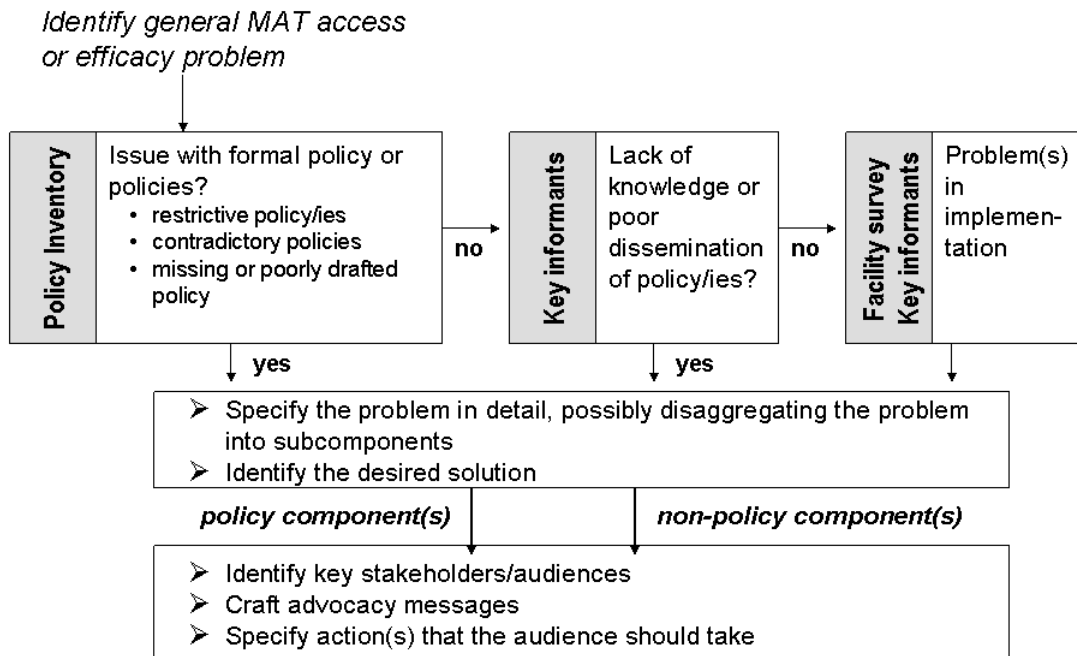 Identify general MAT access
or efficacy problem
Policy Inventory
Issue with formal policy or
policies?
• restrictive policy/ies
• contradictory policies
• missing or poorly drafted
policy
no
Key informants
Lack of
knowledge or
poor
dissemination
of policy/ies?
no
Facility survey
Key informants
Problem(s)
in
implemen-
tation
yes
yes
➢ Specify the problem in detail, possibly disaggregating the problem
into subcomponents
➢ Identify the desired solution
policy component(s)
non-policy component(s)
➢ Identify key stakeholders/audiences
➢ Craft advocacy messages
➢ Specify action(s) that the audience should take